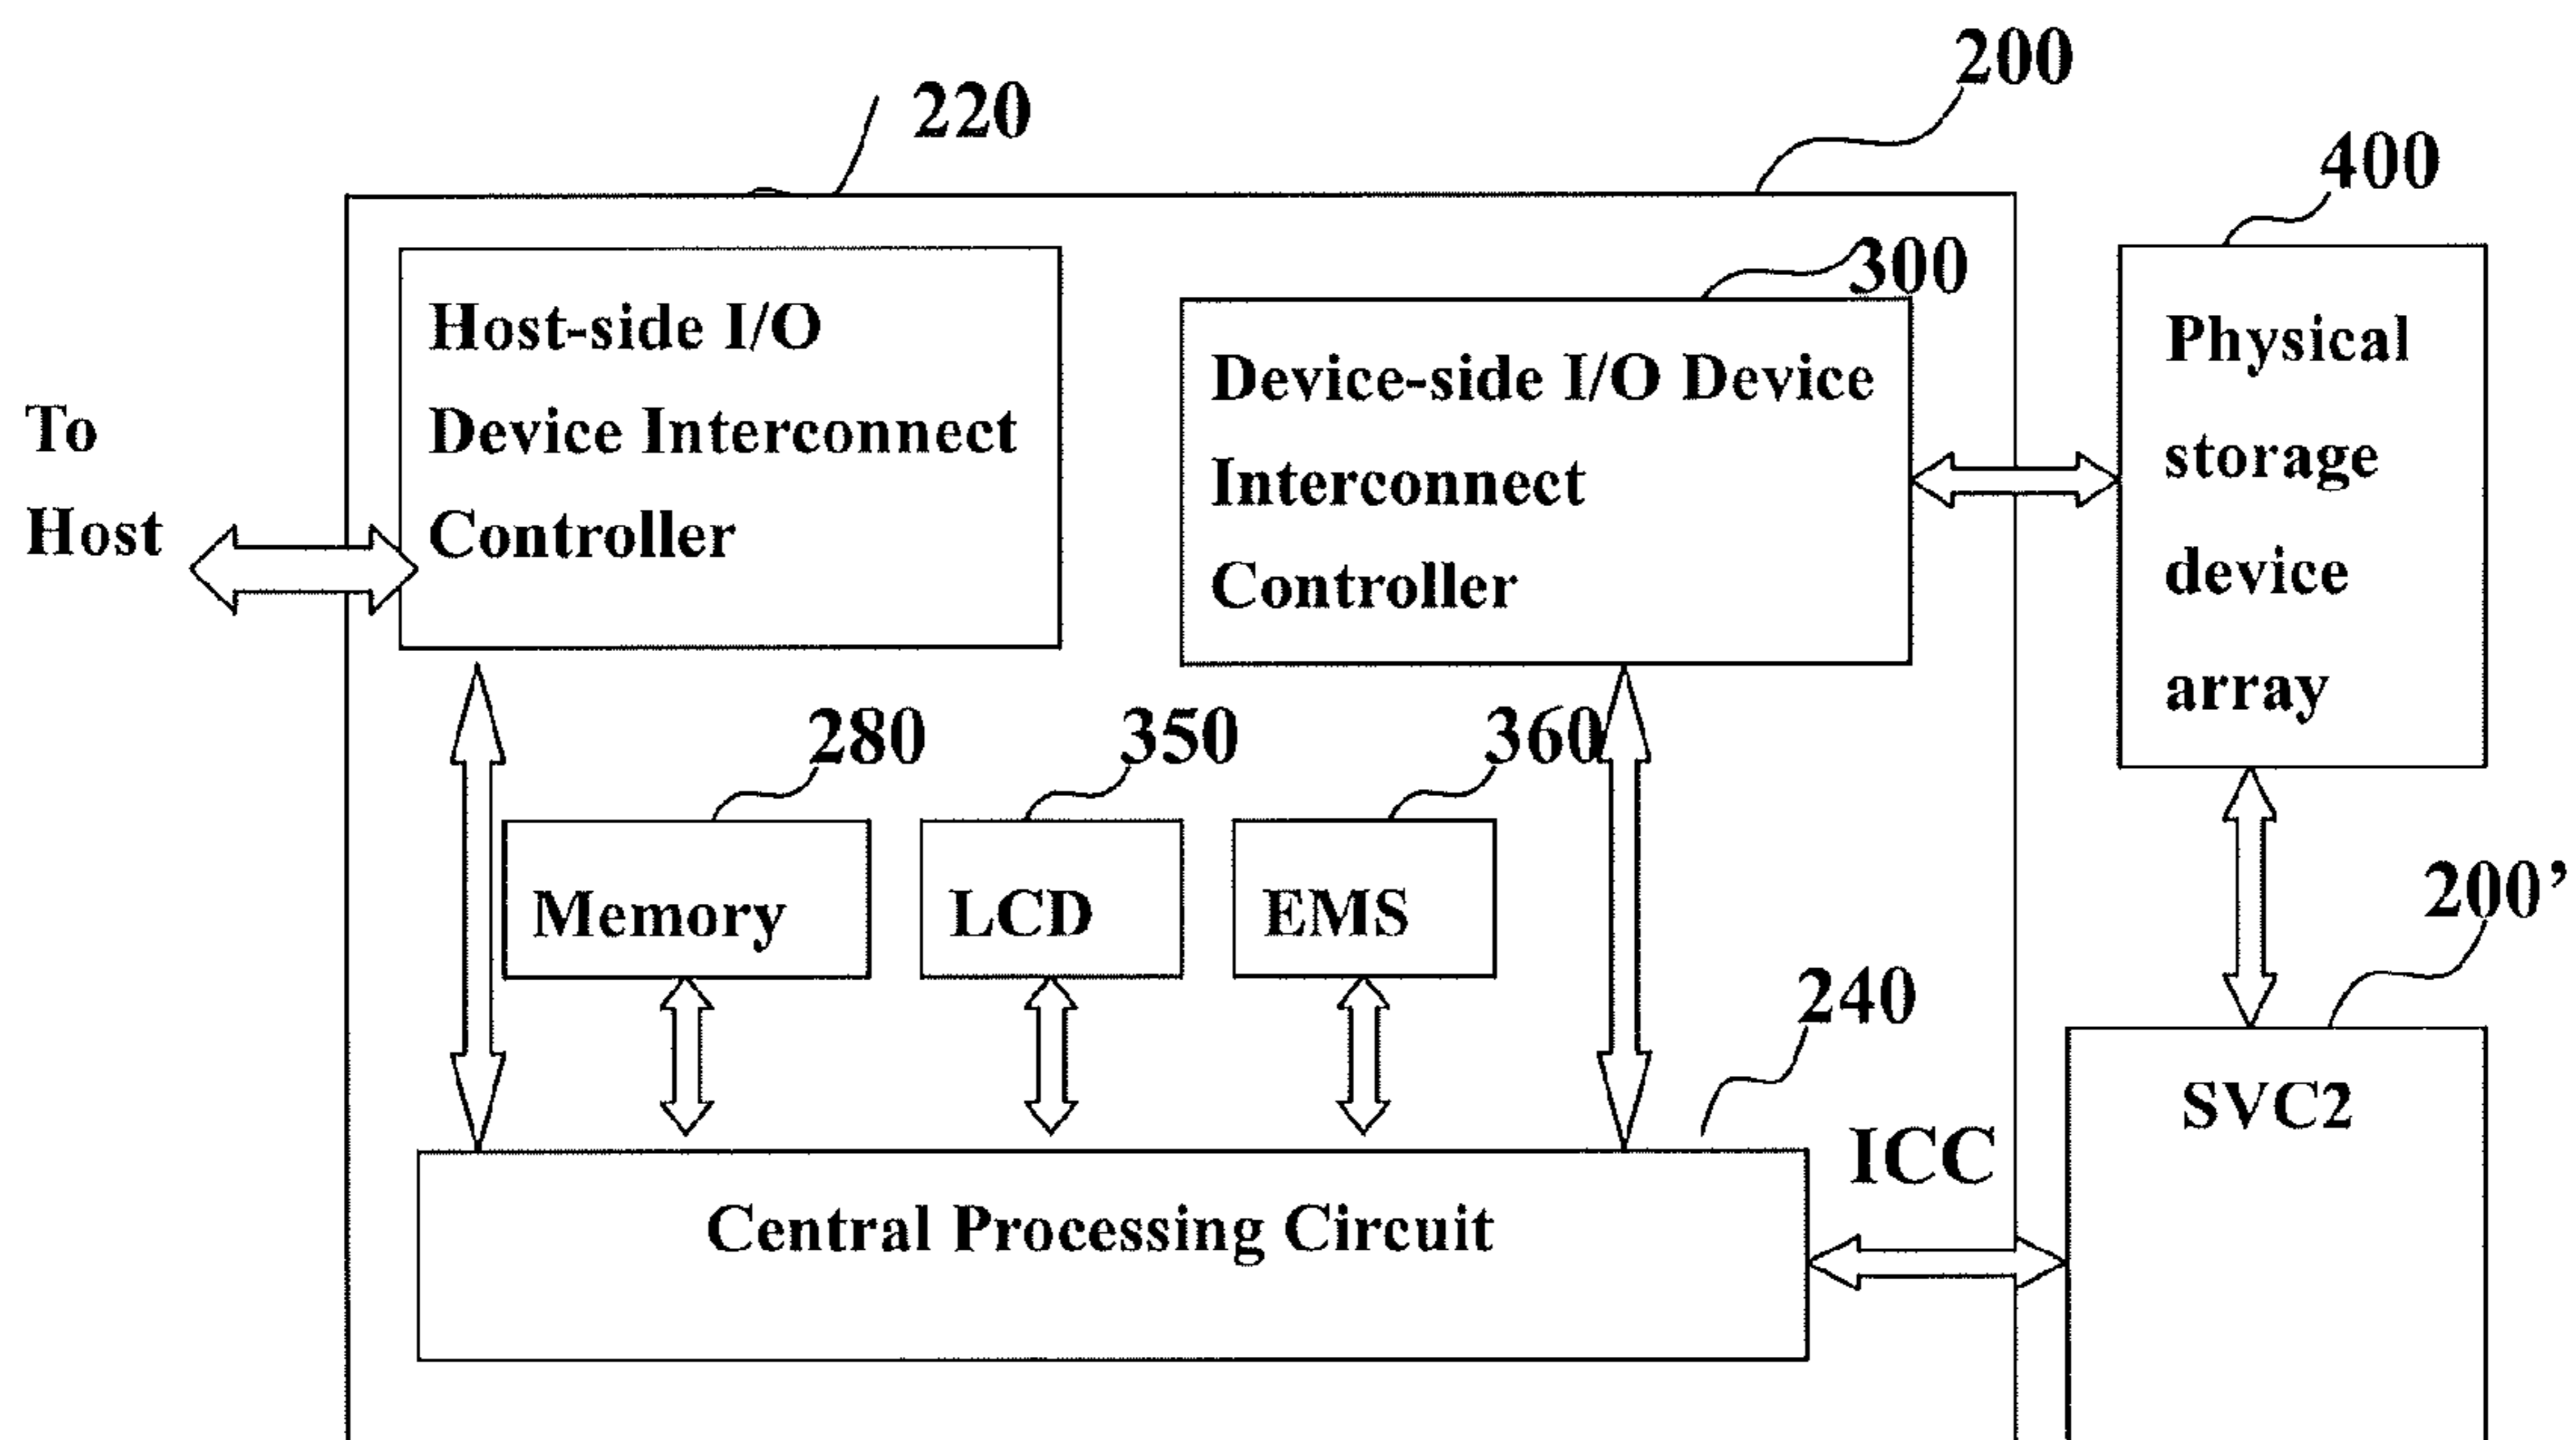 200
220
400
300
Host-side I/O
Device Interconnect
Controller
Device-side I/O Device
Interconnect
Controller
Physical
storage
device
array
To
Host
280
350
360
Memory
LCD
EMS
200’
240
SVC2
ICC
Central Processing Circuit